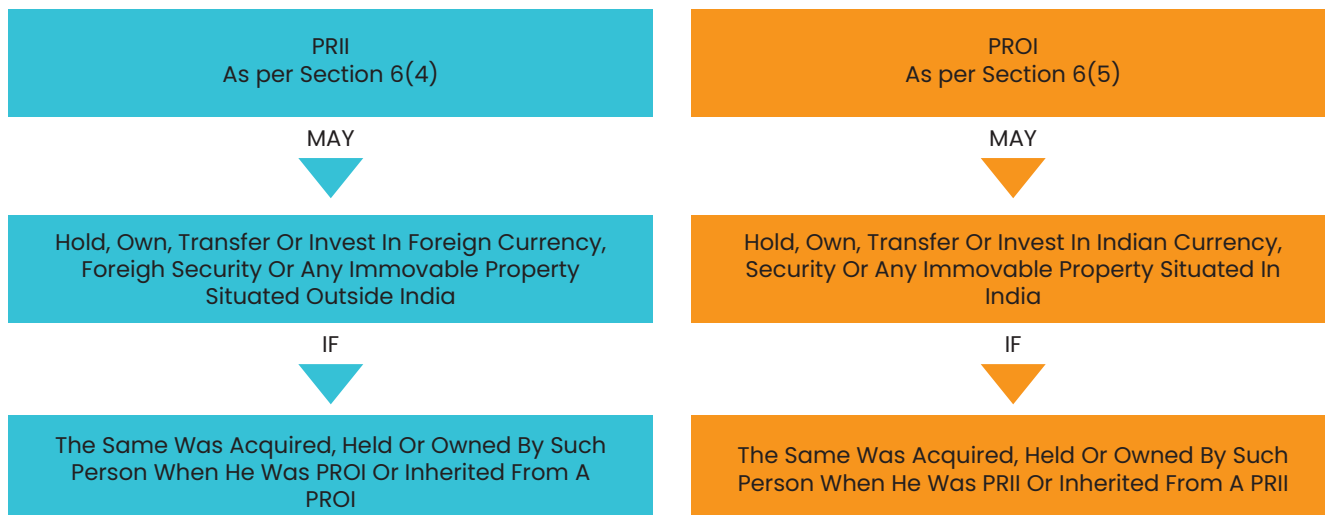 PRII
As per Section 6(4)
MAY
Hold, Own, Transfer Or Invest In Foreign Currency,
Foreigh Security Or Any Immovable Property
Situated Outside India
IF
The Same Was Acquired, Held Or Owned By Such
Person When He Was PROI Or Inherited From A
PROI
PROI
As per Section 6(5)
MAY
Hold, Own, Transfer Or Invest In Indian Currency,
Security Or Any Immovable Property Situated In
India
IF
The Same Was Acquired, Held Or Owned By Such
Person When He Was PRII Or Inherited From A PRII